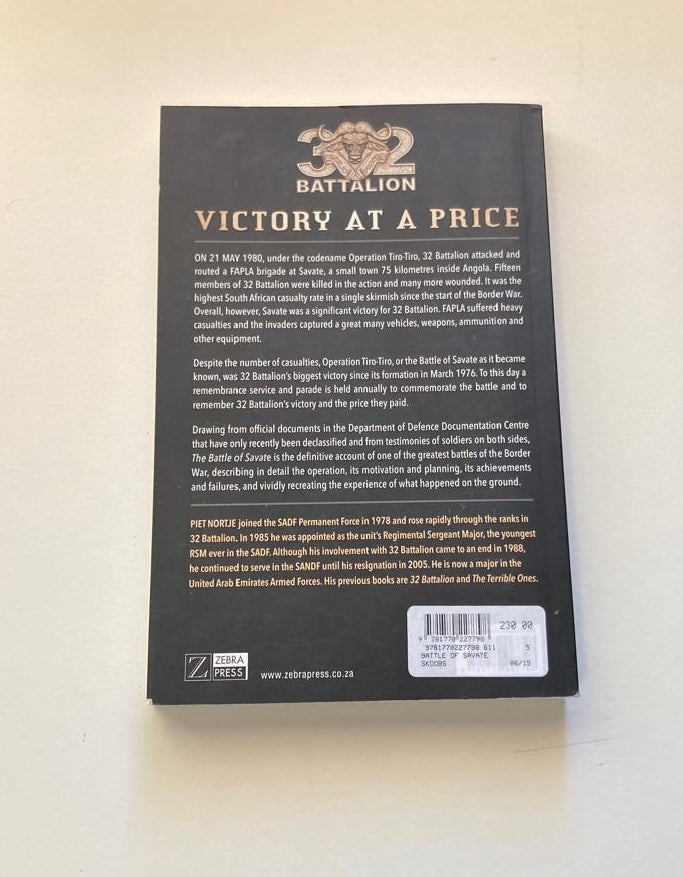 32
BATTALION
VICTORY AT A PRICE
ON 21 MAY 1980, under the codename Operation Tiro-Tiro, 32 Battalion attacked and
routed a FAPLA brigade at Savate, a small town 75 kilometres inside Angola. Fifteen
members of 32 Battalion were killed in the action and many more wounded. It was the
highest South African casualty rate in a single skirmish since the start of the Border War.
Overall, however, Savate was a significant victory for 32 Battalion. FAPLA suffered heavy
casualties and the invaders captured a great many vehicles, weapons, ammunition and
other equipment.
Despite the number of casualties, Operation Tiro-Tiro, or the Battle of Savate as it became
known, was 32 Battalion's biggest victory since its formation in March 1976. To this day a
remembrance service and parade is held annually to commemorate the battle and to
remember 32 Battalion's victory and the price they paid.
Drawing from official documents in the Department of Defence Documentation Centre
that have only recently been declassified and from testimonies of soldiers on both sides,
The Battle of Savate is the definitive account of one of the greatest battles of the Border
War, describing in detail the operation, its motivation and planning, its achievements
and failures, and vividly recreating the experience of what happened on the ground.
PIET NORTJE joined the SADF Permanent Force in 1978 and rose rapidly through the ranks in
32 Battalion. In 1985 he was appointed as the unit's Regimental Sergeant Major, the youngest
RSM ever in the SADF. Although his involvement with 32 Battalion came to an end in 1988,
he continued to serve in the SANDF until his resignation in 2005. He is now a major in the
United Arab Emirates Armed Forces. His previous books are 32 Battalion and The Terrible Ones.
230.00
9 781770 227798
9781770227798 611 5
BATTLE OF SAVATE
SKOOBS 06/15
Z ZEBRA
PRESS
www.zebrapress.co.za